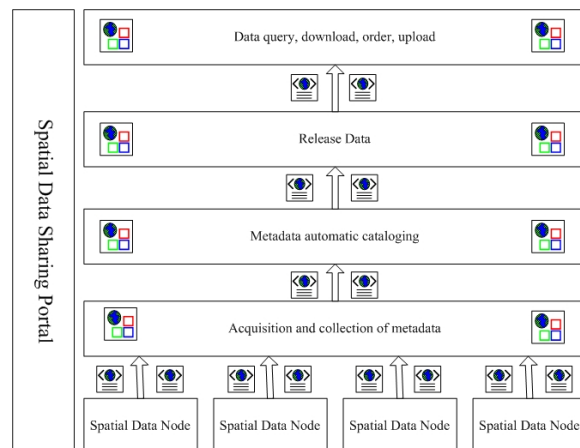 Spatial Data Sharing Portal
Data query, download, order, upload
Release Data
Metadata automatic cataloging
Acquisition and collection of metadata
Spatial Data Node
Spatial Data Node
Spatial Data Node
Spatial Data Node